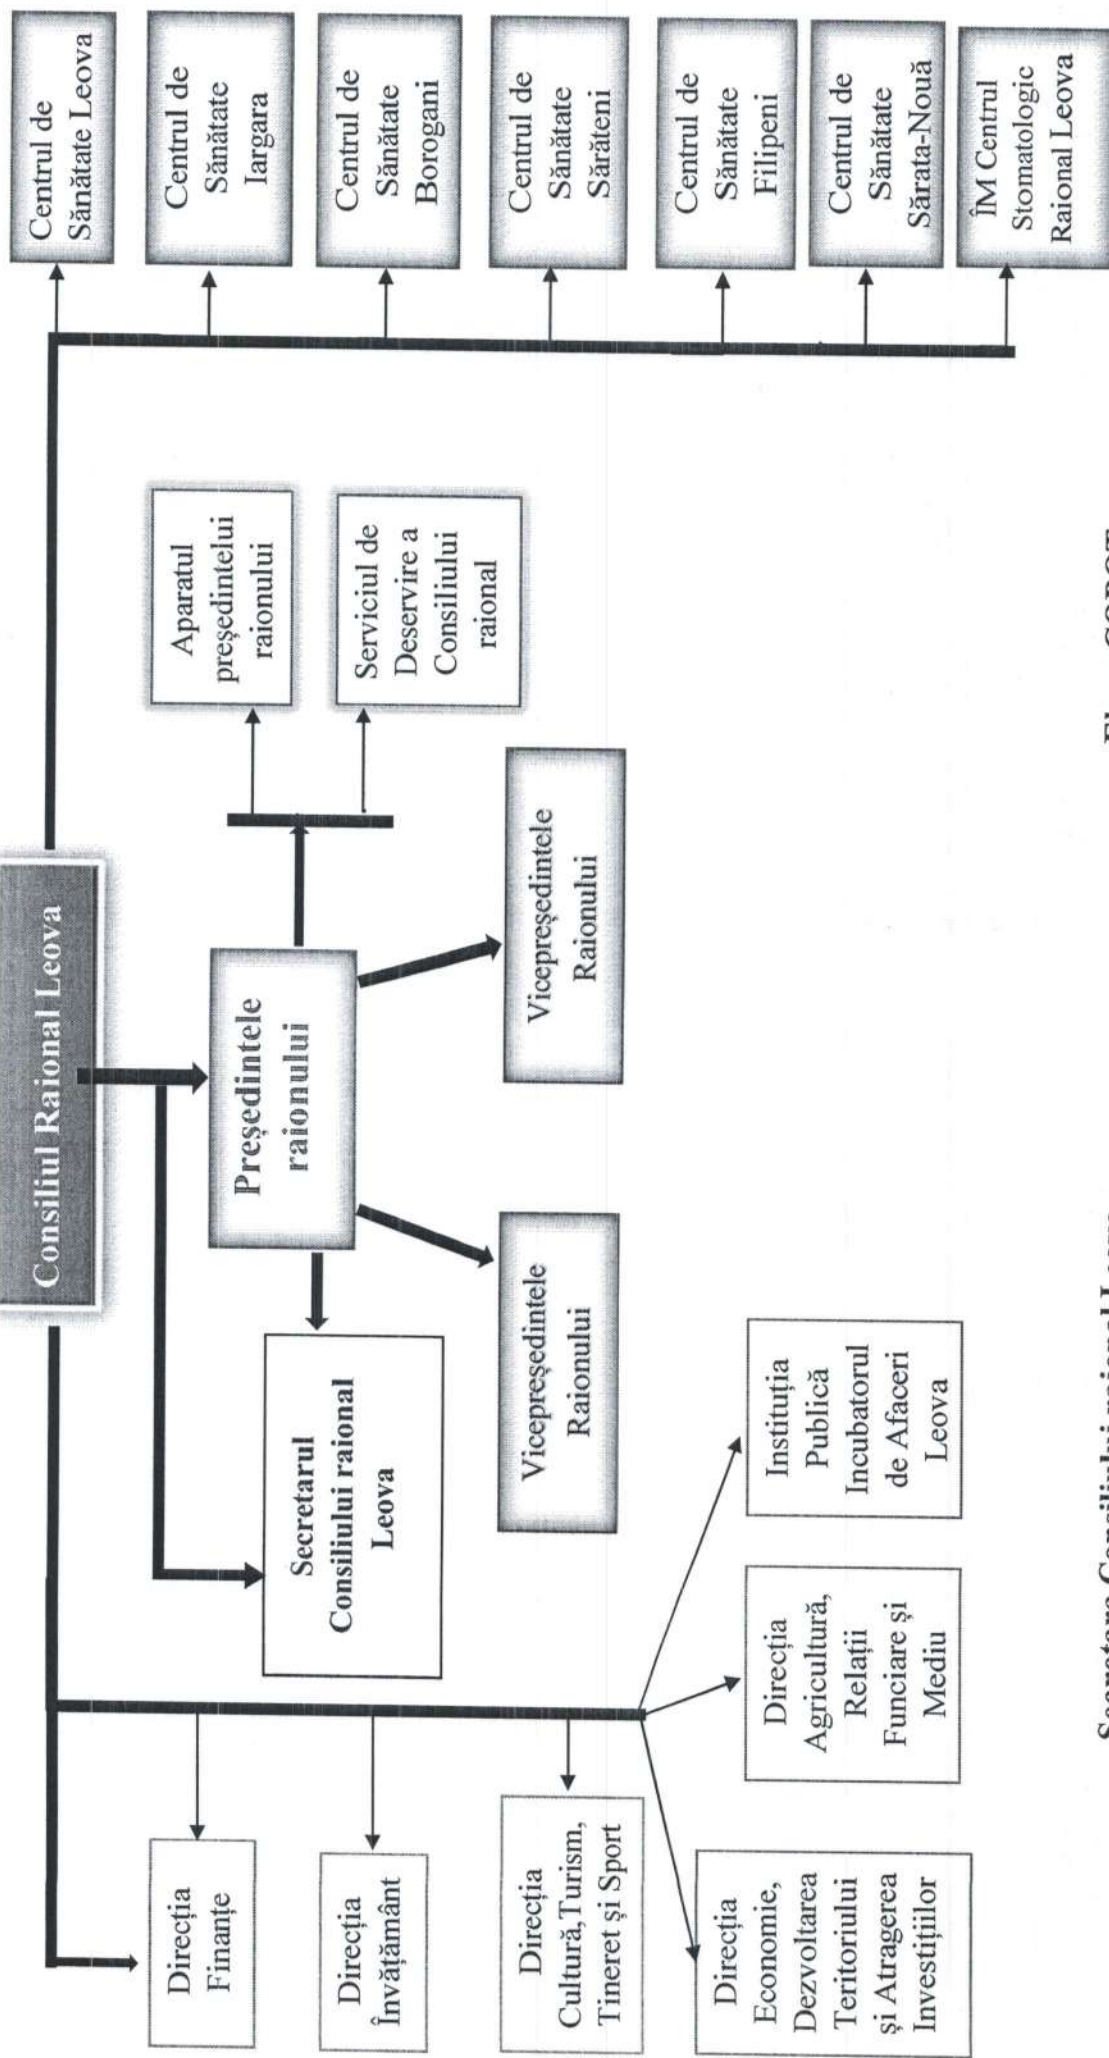 Consiliul Raional Leova
Președintele
raionului
Secretarul
Consiliului raional
Leova
Vicepreședintele
Raionului
Vicepreședintele
Raionului
Aparatul
președintelui
raionului
Serviciul de
Deservire a
Consiliului
raional
Direcția
Finanțe
Direcția
Învățământ
Direcția
Cultură,Turism,
Tineret și Sport
Direcția
Economie,
Dezvoltarea
Teritoriului
și Atragerea
Investițiilor
Direcția
Agricultură,
Relații
Funciare și
Mediu
Instituția
Publică
Incubatorul
de Afaceri
Leova
Centrul de
Sănătate Leova
Centrul de
Sănătate
Iargara
Centrul de
Sănătate
Borogani
Centrul de
Sănătate
Sărăteni
Centrul de
Sănătate
Filipeni
Centrul de
Sănătate
Sărata-Nouă
ÎM Centrul
Stomatologic
Raional Leova
Consiliului raional